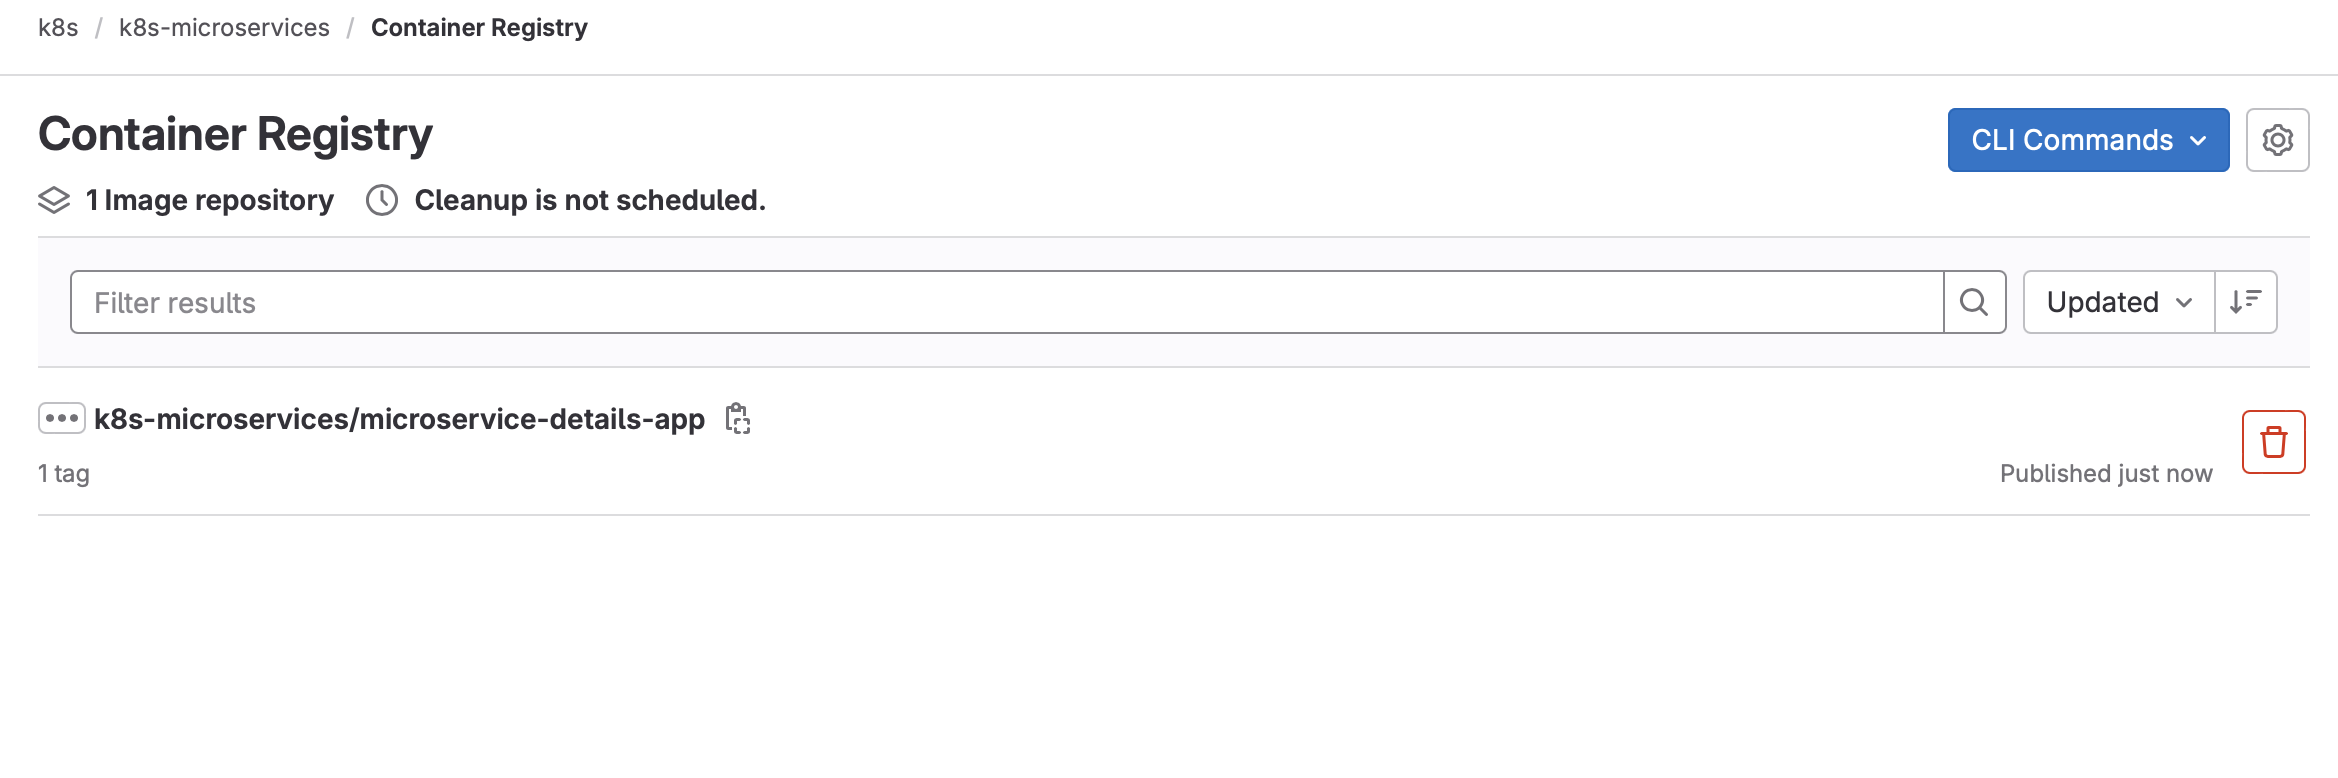 k8s / k8s-microservices / Container Registry
Container Registry
CLI Commands
1 Image repository Cleanup is not scheduled.
Filter results
Updated
k8s-microservices/microservice-details-app
1 tag
Published just now